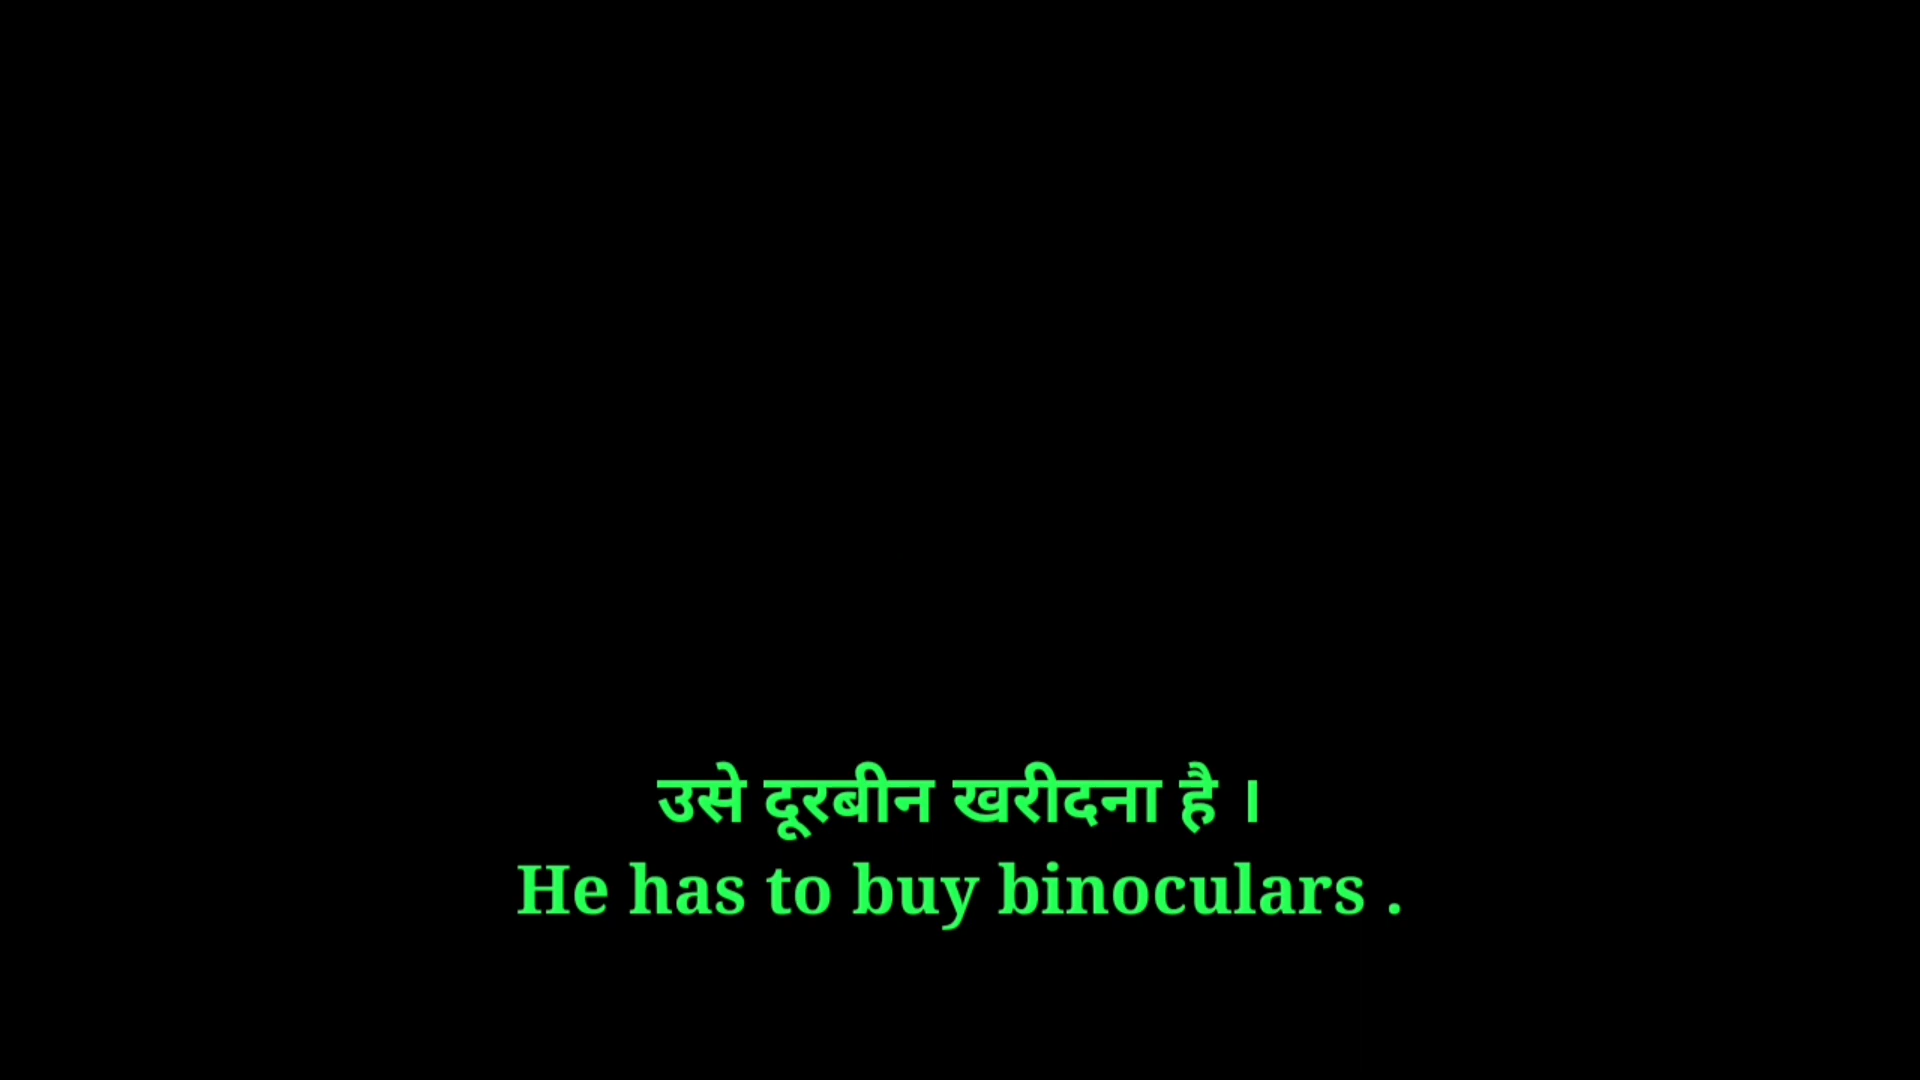 उसे दूरबीन खरीदना है ।
He has to buy binoculars .